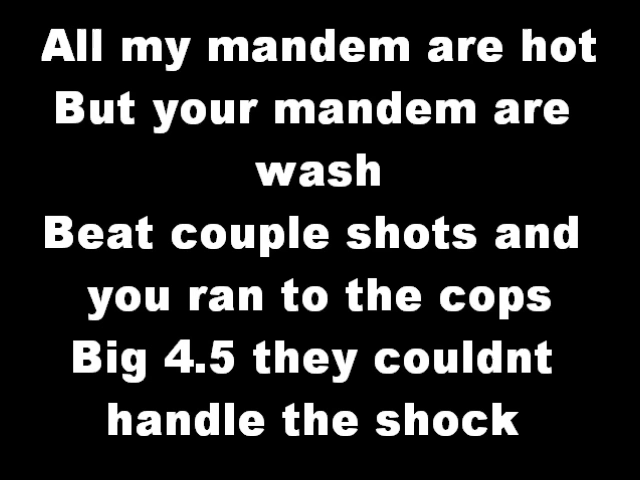 All my mandem are hot
But your mandem are
wash
Beat couple shots and
you ran to the cops
Big 4.5 they couldnt
handle the shock